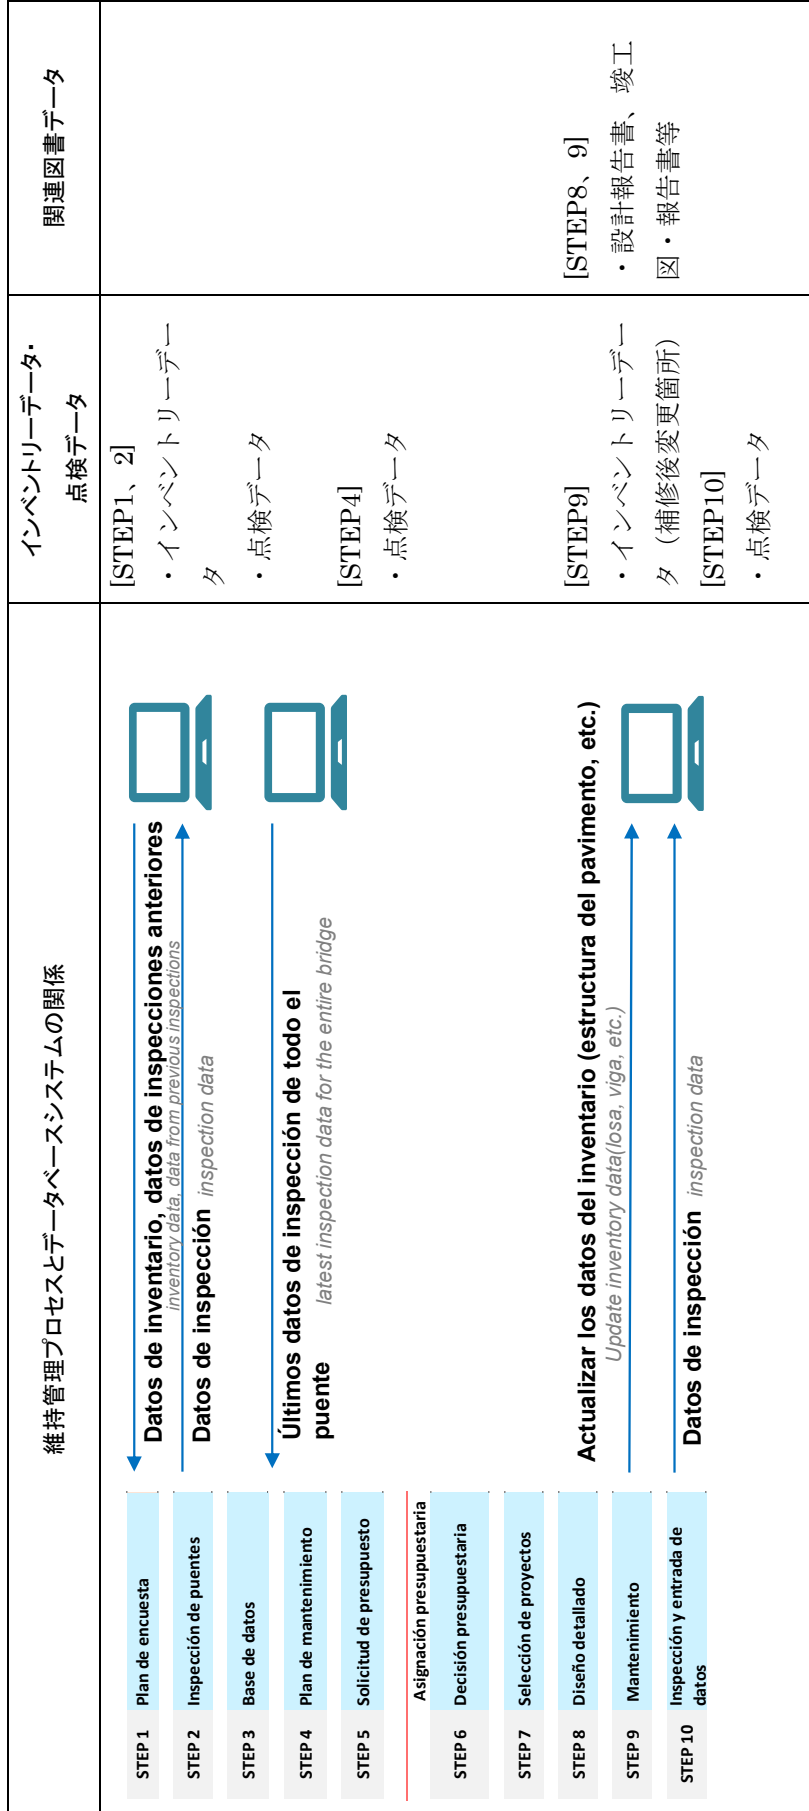 維持管理プロセスとデータベースシステムの関係
インベントリーデータ・
点検データ
関連図書データ
STEP 1 Plan de encuesta
STEP 2 Inspección de puentes
STEP 3 Base de datos
STEP 4 Plan de mantenimiento
STEP 5 Solicitud de presupuesto
Asignación presupuestaria
STEP 6 Decisión presupuestaria
STEP 7 Selección de proyectos
STEP 8 Diseño detallado
STEP 9 Mantenimiento
STEP 10 Inspección y entrada de
datos
Datos de inventario, datos de inspecciones anteriores
inventory data, data from previous inspections
Datos de inspección inspection data
Últimos datos de inspección de todo el
puente latest inspection data for the entire bridge
Actualizar los datos del inventario (estructura del pavimento, etc.)
Update inventory data(losa, viga, etc.)
Datos de inspección inspection data
[STEP1、2]
・インベントリーデー
タ
・点検データ
[STEP4]
・点検データ
[STEP9]
・インベントリーデー
タ（補修後変更箇所）
[STEP10]
・点検データ
[STEP8、9]
・設計報告書、竣工
図・報告書等